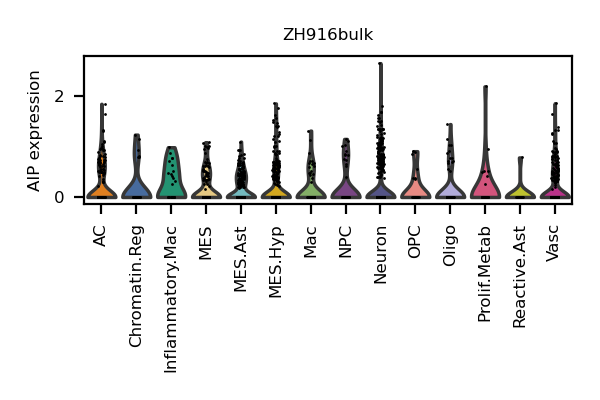 ZH916bulk
AIP expression
2
0
AC
Chromatin.Reg
Inflammatory.Mac
MES
MES.Ast
MES.Hyp
Mac
NPC
Neuron
OPC
Oligo
Prolif.Metab
Reactive.Ast
Vasc